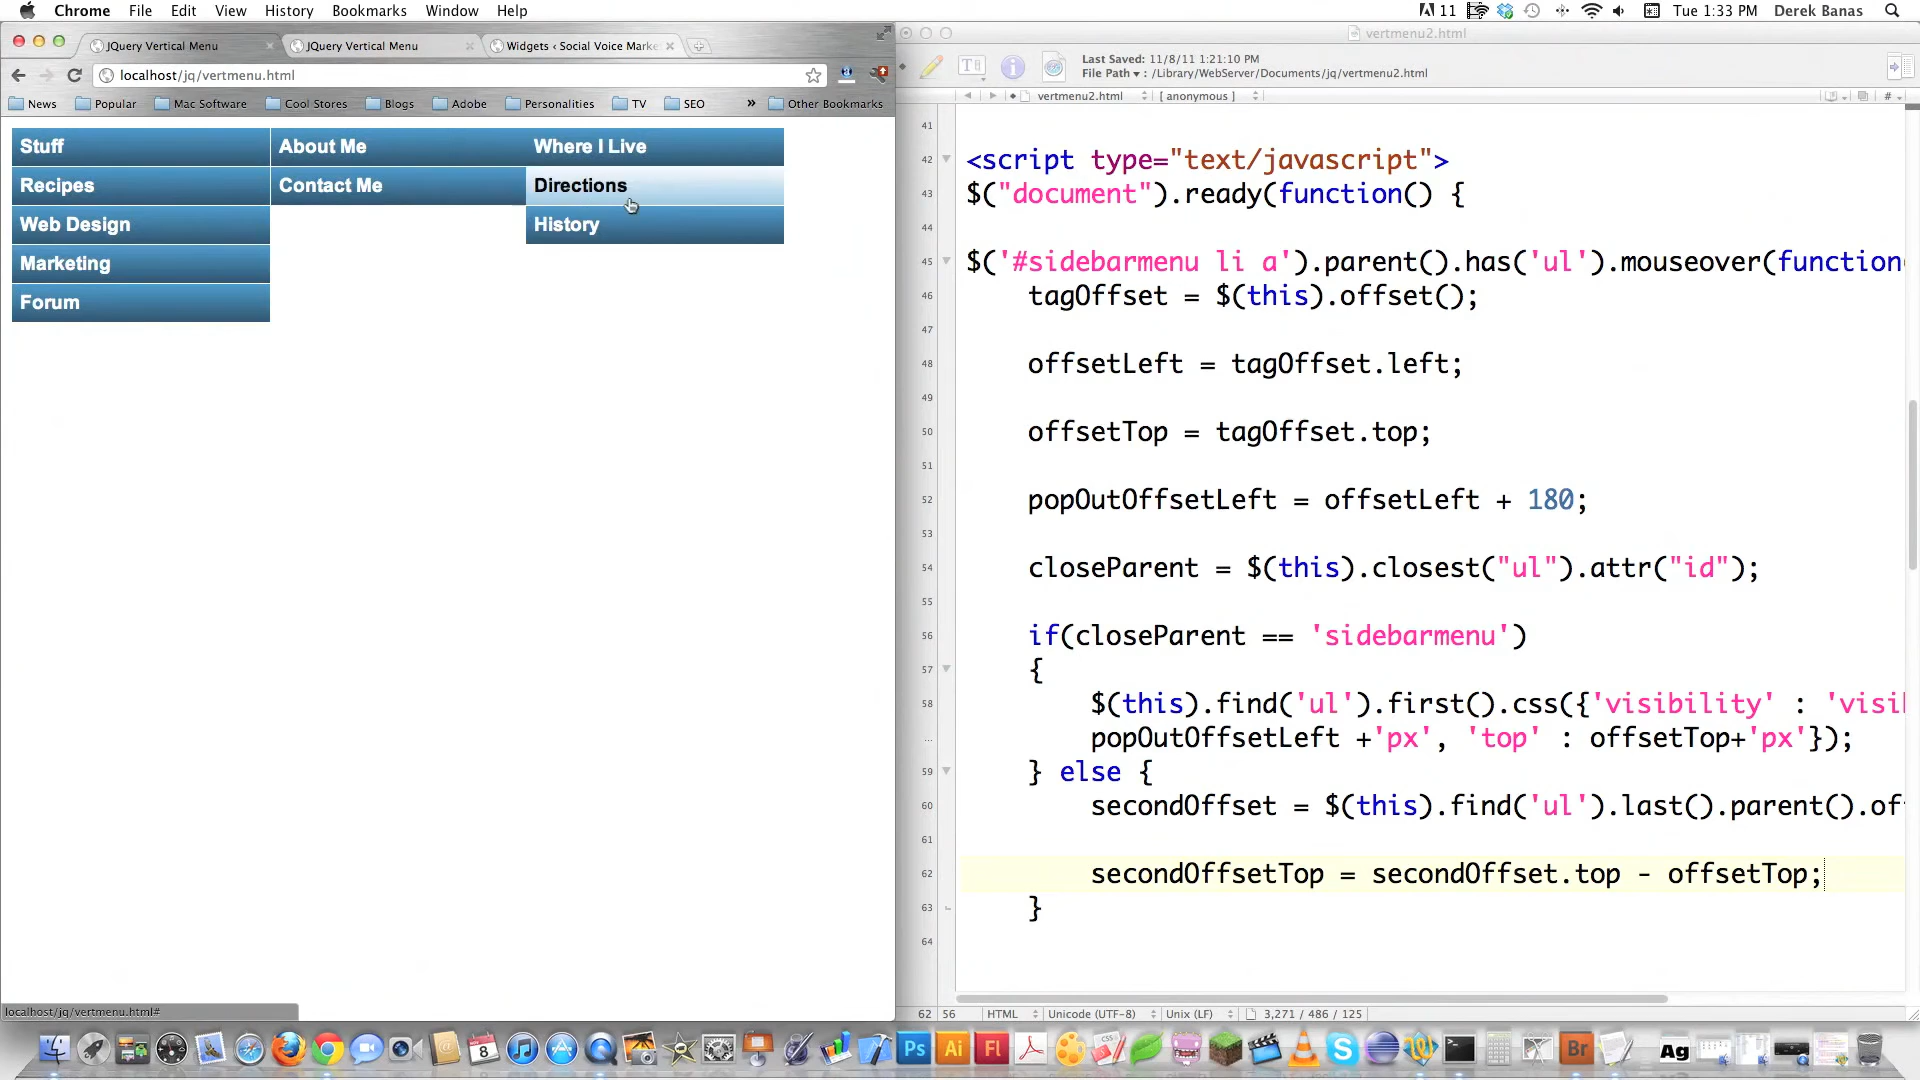 Chrome File Edit View History Bookmarks Window Help
11
Tue 1:33 PM Derek Banas
JQuery Vertical Menu
JQuery Vertical Menu
Widgets ‹ Social Voice Marke
localhost/jq/vertmenu.html
News Popular Mac Software Cool Stores Blogs Adobe Personalities TV SEO » Other Bookmarks
Stuff About Me Where I Live
Recipes Contact Me Directions
Web Design History
Marketing
Forum
localhost/jq/vertmenu.html#
vertmenu2.html
Last Saved: 11/8/11 1:21:10 PM
File Path ▾ : /Library/WebServer/Documents/jq/vertmenu2.html
vertmenu2.html [ anonymous ] #
41
42 <script type="text/javascript">
43 $("document").ready(function() {
44
45 $('#sidebarmenu li a').parent().has('ul').mouseover(function
46 tagOffset = $(this).offset();
47
48 offsetLeft = tagOffset.left;
49
50 offsetTop = tagOffset.top;
51
52 popOutOffsetLeft = offsetLeft + 180;
53
54 closeParent = $(this).closest("ul").attr("id");
55
56 if(closeParent == 'sidebarmenu')
57 {
58 $(this).find('ul').first().css({'visibility' : 'visi
... popOutOffsetLeft +'px', 'top' : offsetTop+'px'});
59 } else {
60 secondOffset = $(this).find('ul').last().parent().of
61
62 secondOffsetTop = secondOffset.top - offsetTop;
63 }
64
62 56 HTML Unicode (UTF-8) Unix (LF) 3,271 / 486 / 125
8
Ps Ai Fl Br Ag